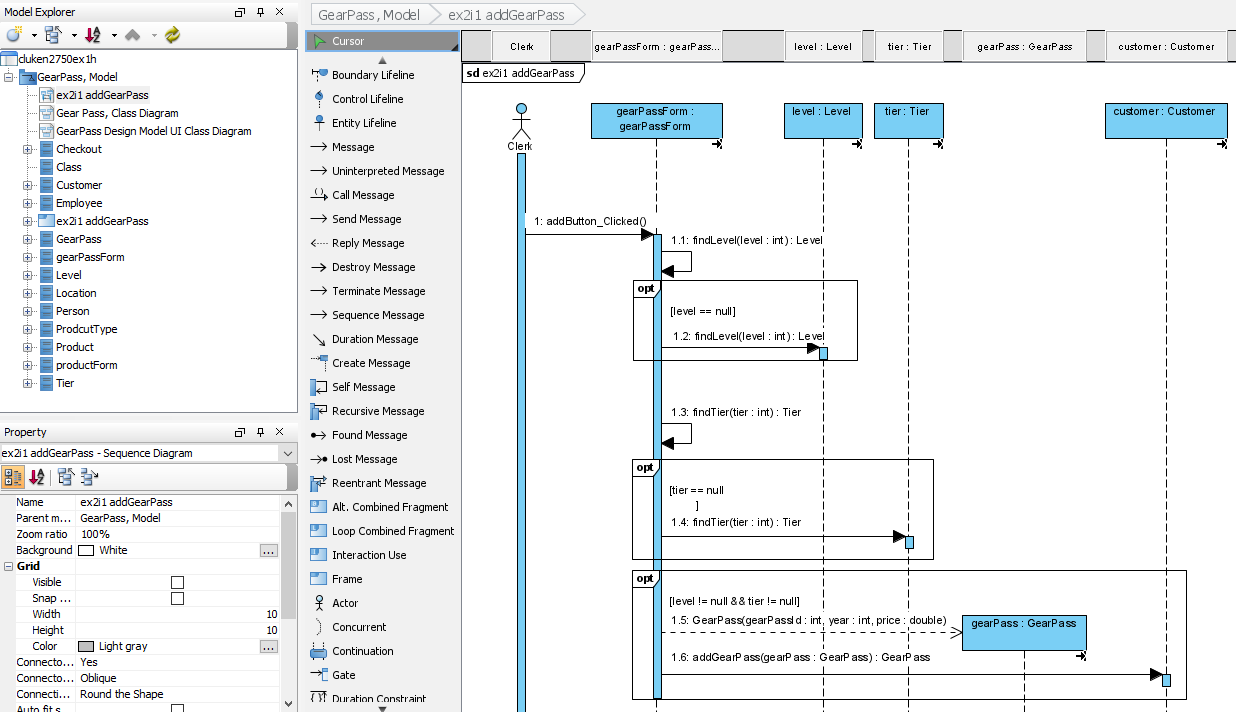 Model Explorer
cluken2750ex1h
GearPass, Model
ex2i1 addGearPass
Gear Pass, Class Diagram
GearPass Design Model UI Class Diagram
Checkout
Class
Customer
Employee
ex2i1 addGearPass
GearPass
gearPassForm
Level
Location
Person
ProdcutType
Product
productForm
Tier
Property
ex2i1 addGearPass - Sequence Diagram
Name ex2i1 addGearPass
Parent m... GearPass, Model
Zoom ratio 100%
Background White ...
Grid
Visible
Snap ...
Width 10
Height 10
Color Light gray ...
Connecto... Yes
Connecto... Oblique
Connecti... Round the Shape
Auto fit s
GearPass, Model
ex2i1 addGearPass
Cursor
Boundary Lifeline
Control Lifeline
Entity Lifeline
Message
Uninterpreted Message
Call Message
Send Message
Reply Message
Destroy Message
Terminate Message
Sequence Message
Duration Message
Create Message
Self Message
Recursive Message
Found Message
Lost Message
Reentrant Message
Alt. Combined Fragment
Loop Combined Fragment
Interaction Use
Frame
Actor
Concurrent
Continuation
Gate
Duration Constraint
Clerk
gearPassForm : gearPass...
level : Level
tier : Tier
gearPass : GearPass
customer : Customer
sd ex2i1 addGearPass
Clerk
gearPassForm :
gearPassForm
level : Level
tier : Tier
customer : Customer
1: addButton_Clicked()
1.1: findLevel(level : int) : Level
opt
[level == null]
1.2: findLevel(level : int) : Level
1.3: findTier(tier : int) : Tier
opt
[tier == null
]
1.4: findTier(tier : int) : Tier
opt
[level != null && tier != null]
1.5: GearPass(gearPassId : int, year : int, price : double)
gearPass : GearPass
1.6: addGearPass(gearPass : GearPass) : GearPass